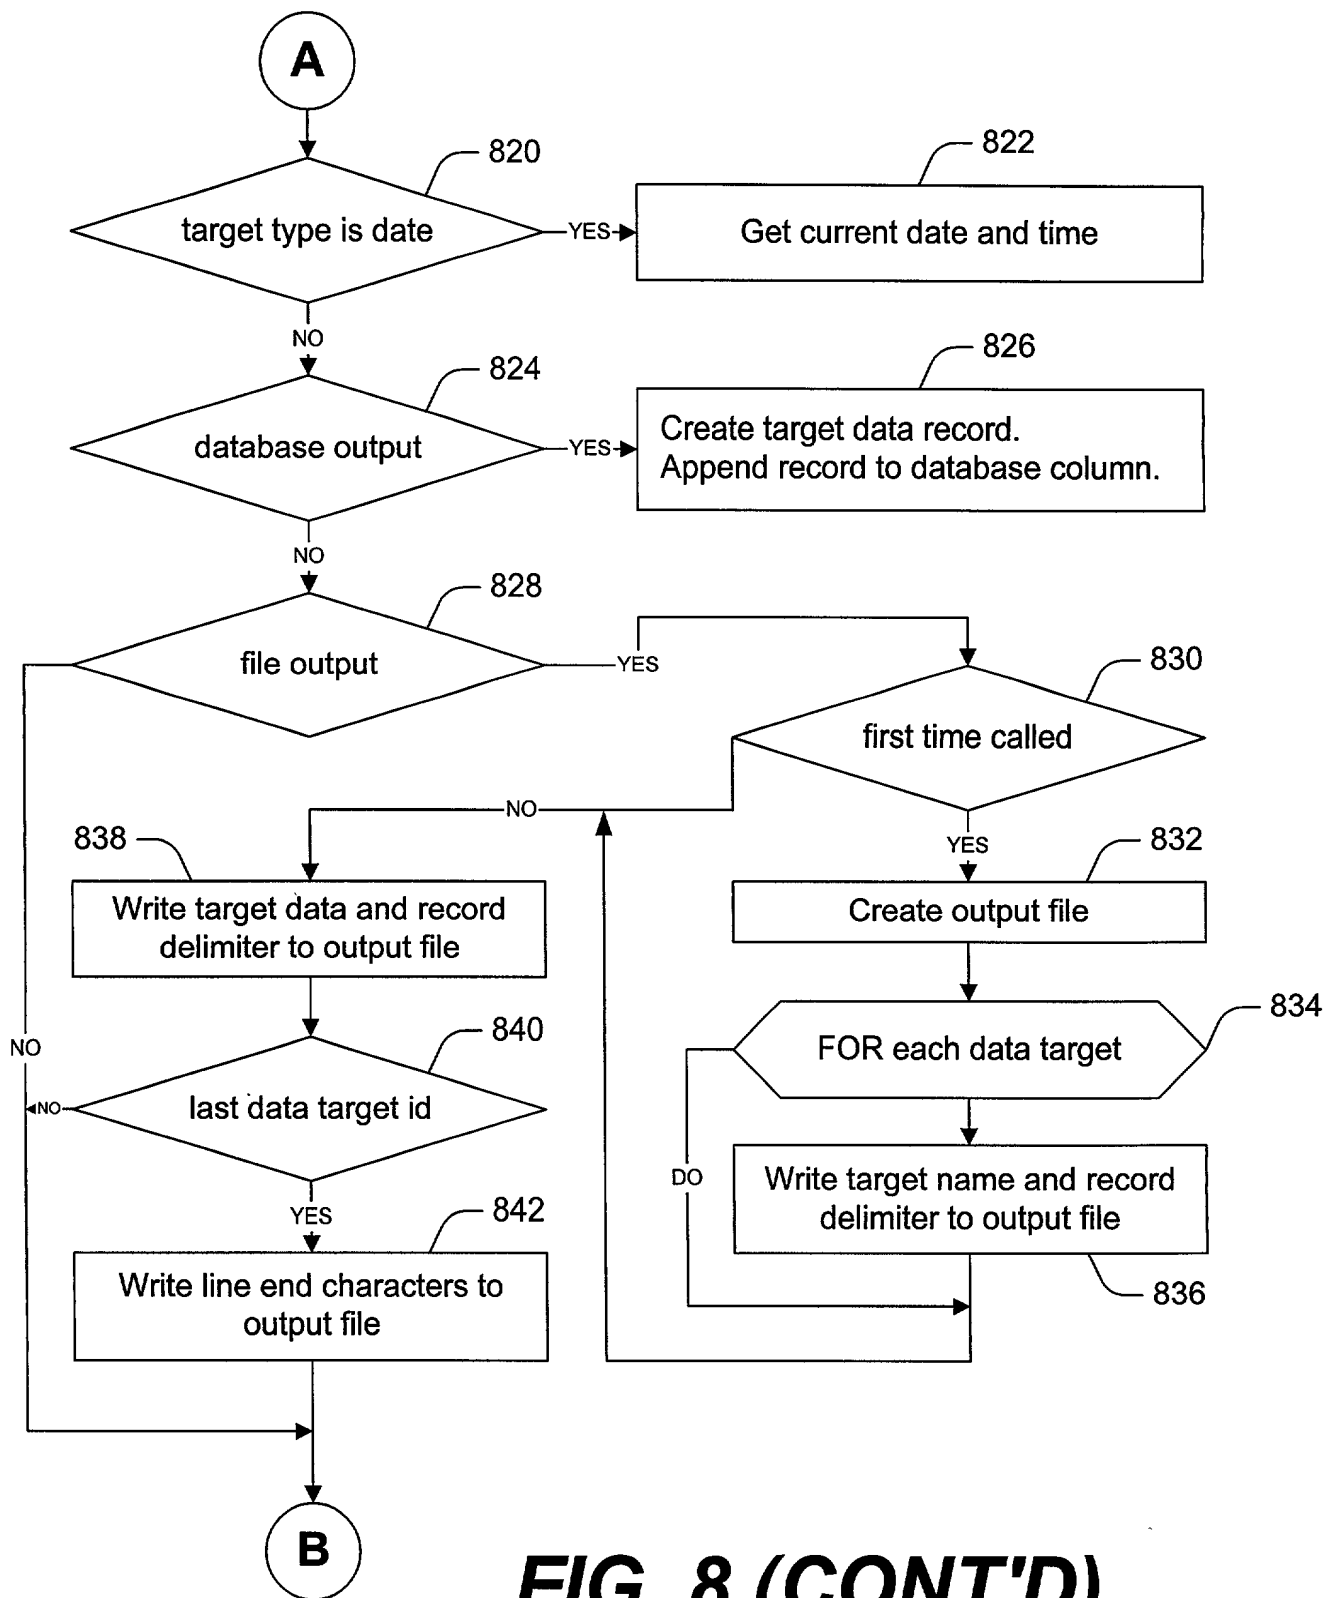 A
820
822
target type is date
YES
Get current date and time
NO
824
826
database output
YES
Create target data record.
Append record to database column.
NO
828
file output
YES
830
first time called
NO
YES
838
832
Write target data and record
delimiter to output file
Create output file
834
FOR each data target
840
NO
last data target id
NO
DO
Write target name and record
delimiter to output file
836
YES
842
Write line end characters to
output file
B
FIG. 8 (CONT'D)